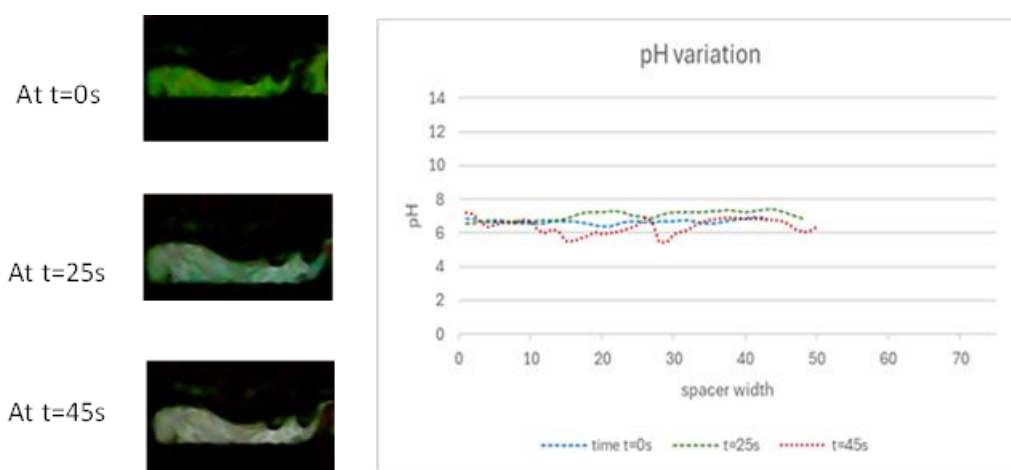 At t=0s
At t=25s
At t=45s
pH variation
14
12
10
8
6
4
2
0
pH
0 10 20 30 40 50 60 70
spacer width
time t=0s t=25s t=45s